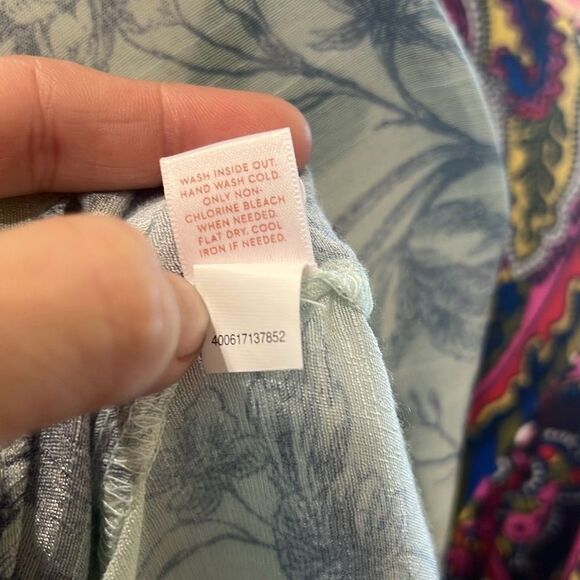 WASH INSIDE OUT.
HAND WASH COLD.
ONLY NON-
CHLORINE BLEACH
WHEN NEEDED.
FLAT DRY. COOL
IRON IF NEEDED.
400617137852